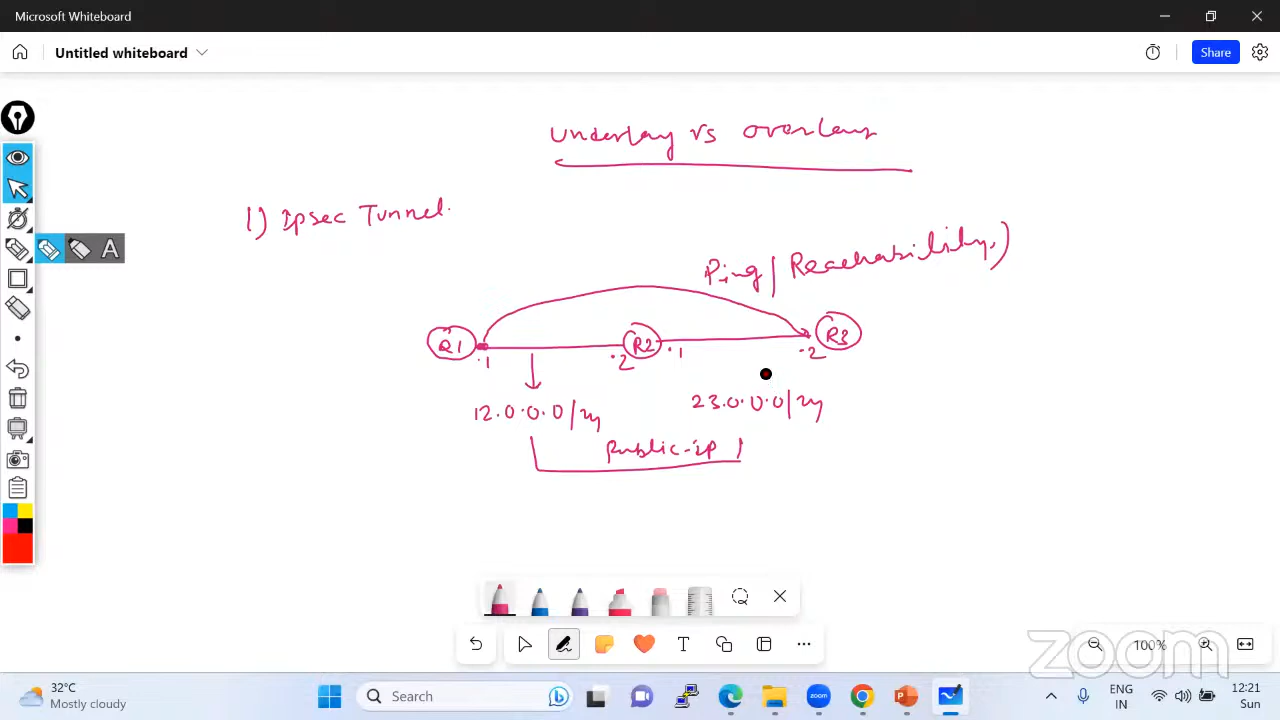 Microsoft Whiteboard
Untitled whiteboard
Share
Underlay vs overlay
1) Ipsec Tunnel.
A
Ping | Reachability.)
R1
R2
R3
.1
.2
.1
.2
12.0.0.0/24
23.0.0.0/24
Public-IP
T
100%
zoom
32°C
Mostly cloudy
Search
zoom
ENG
IN
12:21
Sun